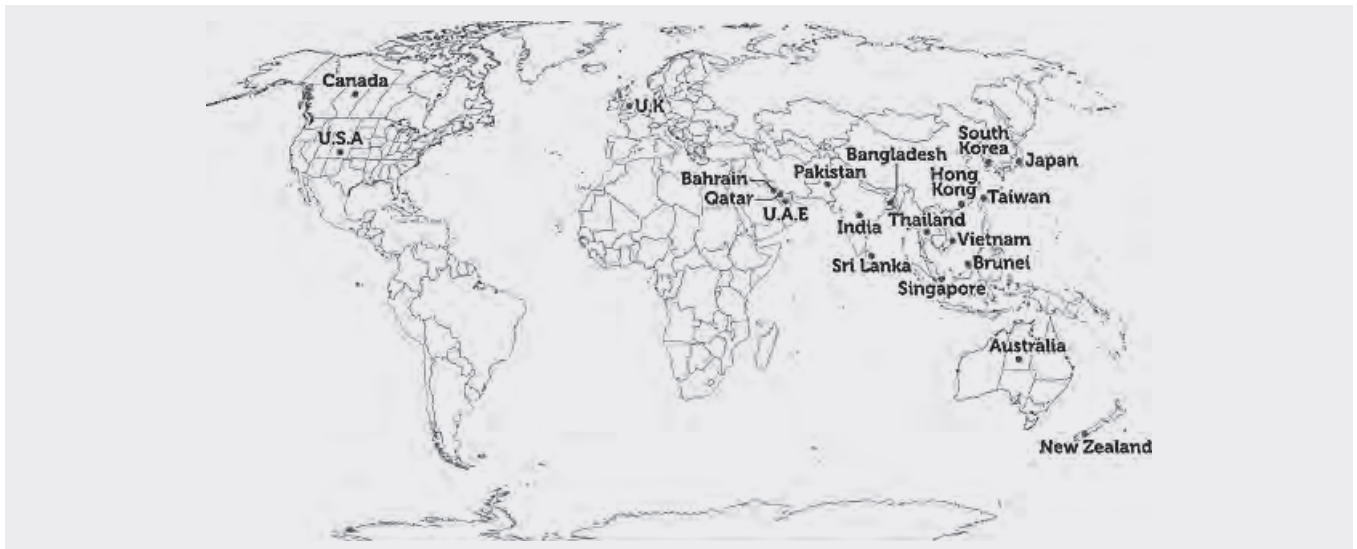 Canada
U.S.A
U.K
Bahrain
Qatar
U.A.E
Pakistan
Bangladesh
India
Sri Lanka
South
Korea
Japan
Hong
Kong
Taiwan
Thailand
Vietnam
Brunei
Singapore
Australia
New Zealand